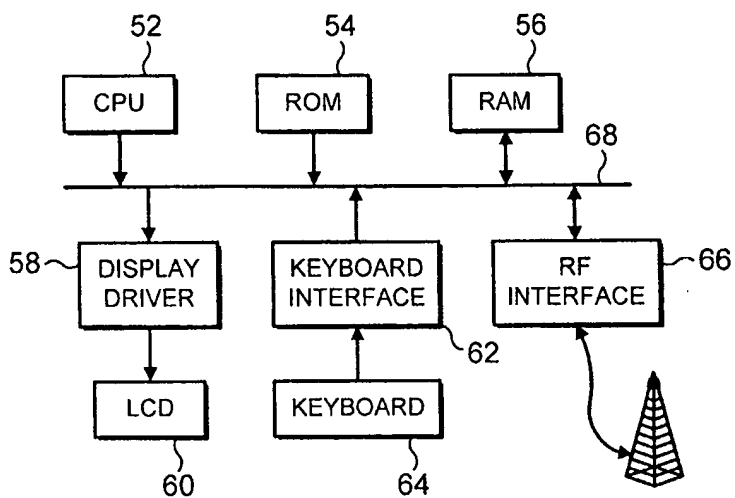 52
54
56
CPU
ROM
RAM
68
58
DISPLAY
DRIVER
KEYBOARD
INTERFACE
RF
INTERFACE
66
62
LCD
KEYBOARD
60
64